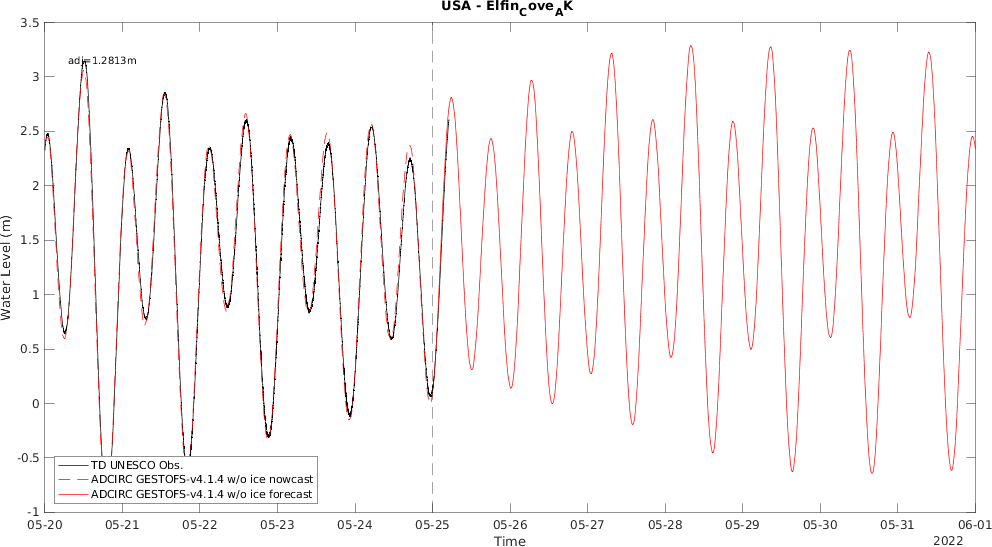 USA - Elfin_Cove_AK
3.5
adj=1.2813m
3
2.5
2
1.5
1
0.5
0
-0.5
-1
Water Level (m)
TD UNESCO Obs.
ADCIRC GESTOFS-v4.1.4 w/o ice nowcast
ADCIRC GESTOFS-v4.1.4 w/o ice forecast
05-20 05-21 05-22 05-23 05-24 05-25 05-26 05-27 05-28 05-29 05-30 05-31 06-01
Time
2022